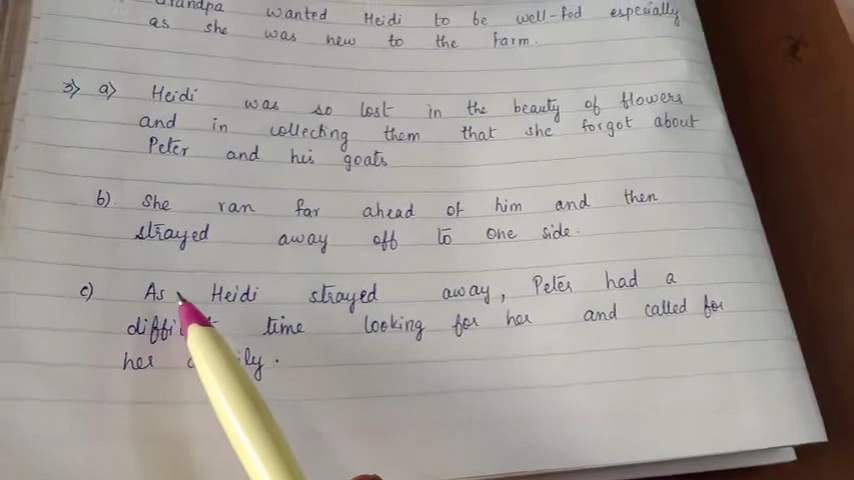 Grandpa wanted Heidi to be well-fed especially
as she was new to the farm.
3) a) Heidi was so lost in the beauty of flowers
and in collecting them that she forgot about
Peter and his goats
b). She ran far ahead of him and then
strayed away off to one side.
c) As Heidi strayed away, Peter had a
time looking for her and called for
her